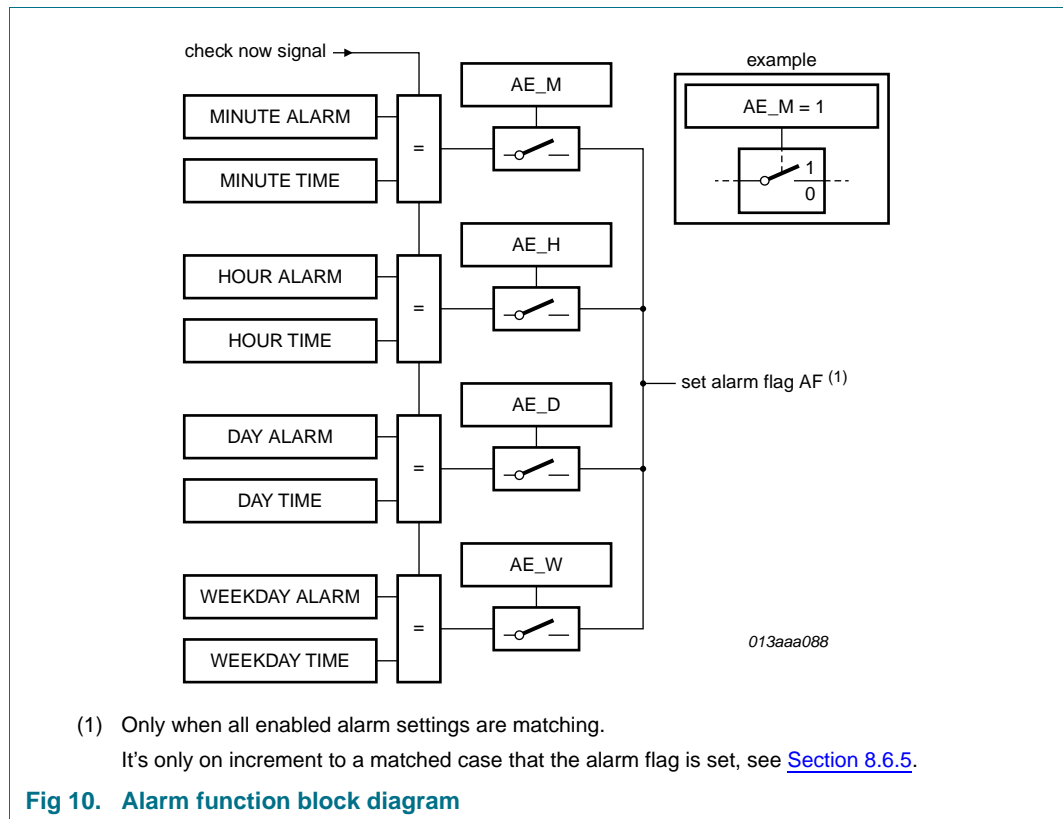 check now signal
example
AE_M
AE_M = 1
MINUTE ALARM
=
MINUTE TIME
1
0
AE_H
HOUR ALARM
=
HOUR TIME
set alarm flag AF (1)
AE_D
DAY ALARM
=
DAY TIME
AE_W
WEEKDAY ALARM
=
WEEKDAY TIME
013aaa088
(1) Only when all enabled alarm settings are matching.
It's only on increment to a matched case that the alarm flag is set, see Section 8.6.5.
Fig 10. Alarm function block diagram